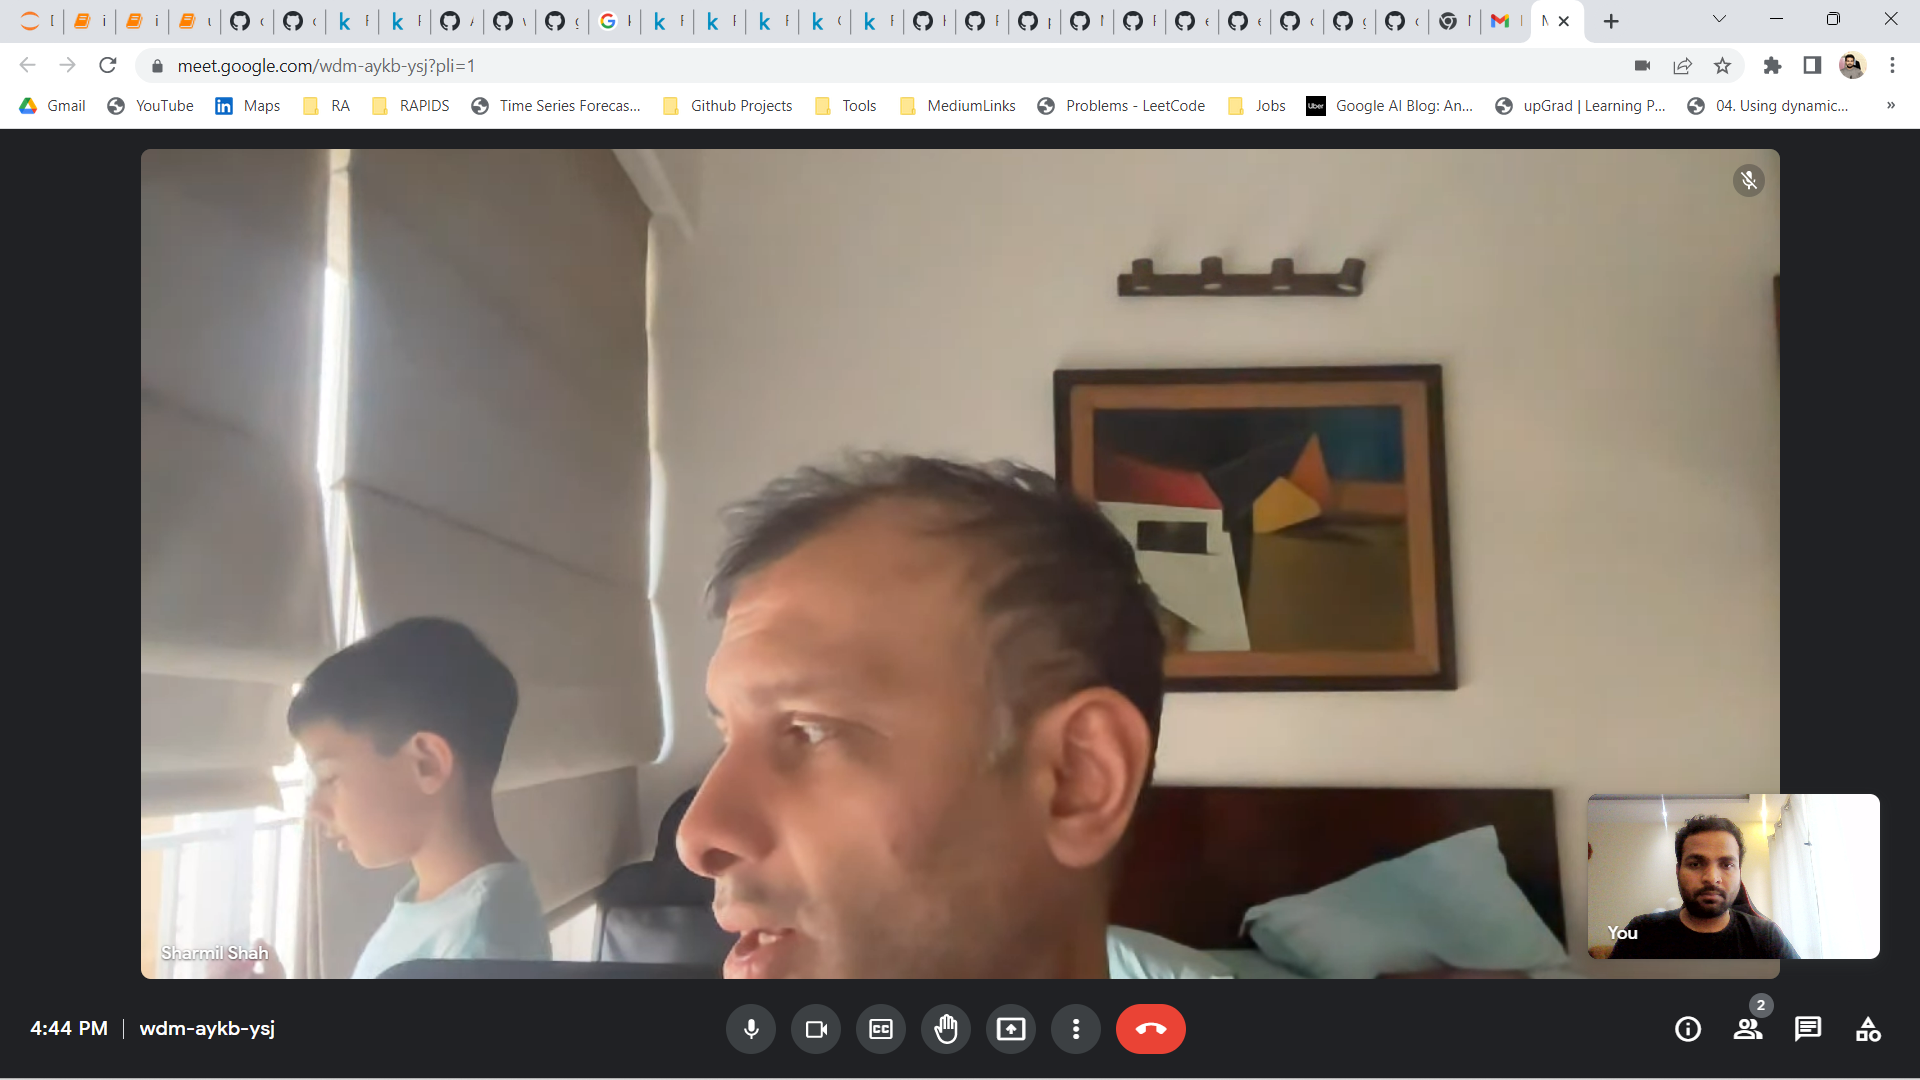 meet.google.com/wdm-aykb-ysj?pli=1
Gmail YouTube Maps RA RAPIDS Time Series Forecas... Github Projects Tools MediumLinks Problems - LeetCode Jobs Uber Google AI Blog: An... upGrad | Learning P... 04. Using dynamic... »
Sharmil Shah
You
4:44 PM | wdm-aykb-ysj
CC
2